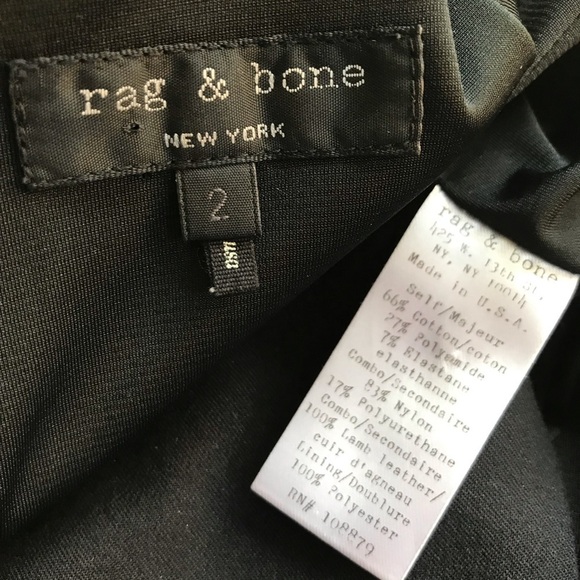 rag & bone
NEW YORK
2
USA
rag & bone
425 W. 13th St.
NY, NY 10014
Made in U.S.A.
Self/Majeur
66% Cotton/coton
27% Polyamide
7% Elastane
elasthanne
Combo/Secondaire
83% Nylon
17% Polyurethane
Combo/Secondaire
100% Lamb leather/
cuir d'agneau
Lining/Doublure
100% Polyester
RN# 108879